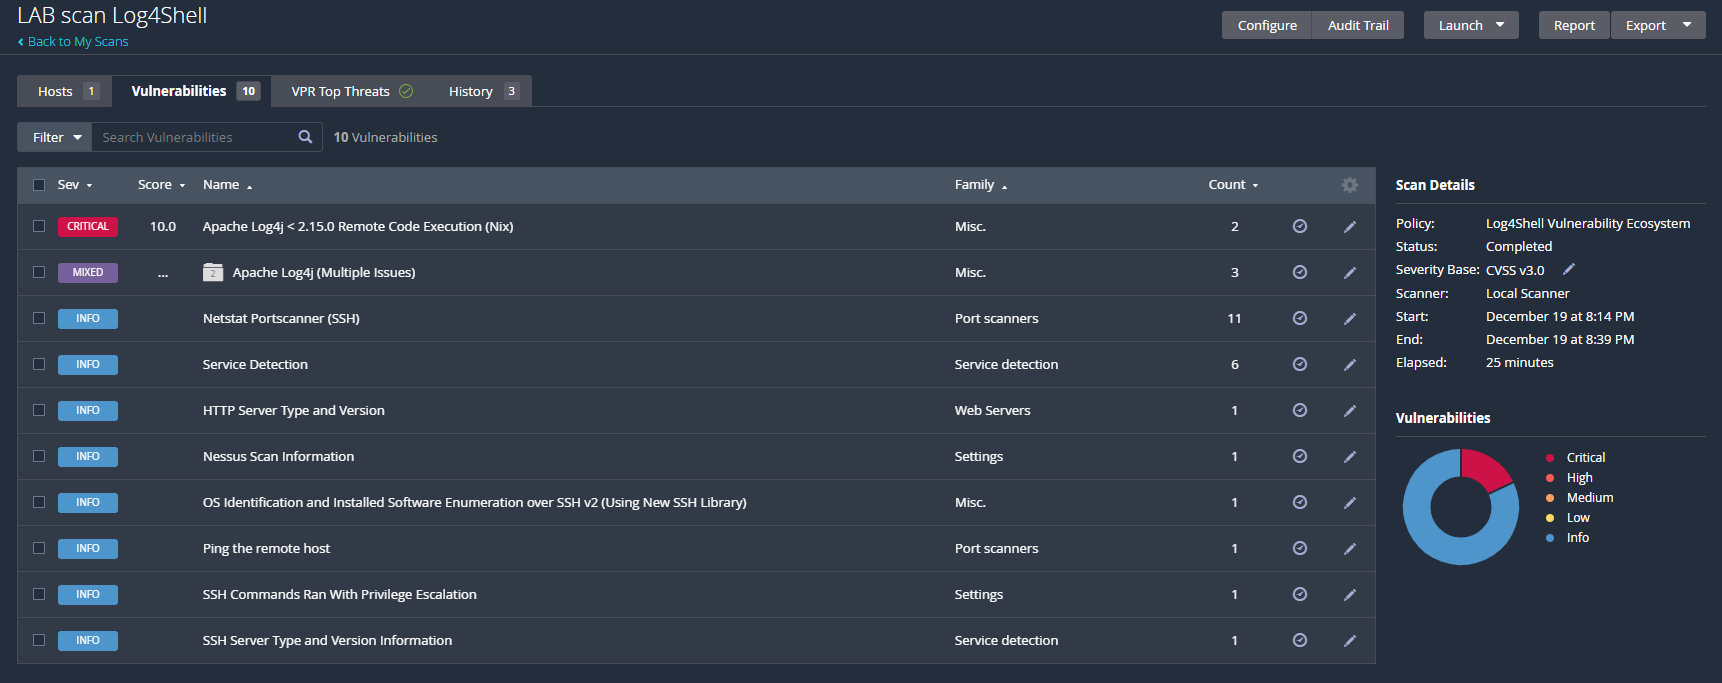 LAB scan Log4Shell
Back to My Scans
Configure Audit Trail Launch Report Export
Hosts 1 Vulnerabilities 10 VPR Top Threats History 3
Filter Search Vulnerabilities 10 Vulnerabilities
Sev Score Name Family Count
CRITICAL 10.0 Apache Log4j < 2.15.0 Remote Code Execution (Nix) Misc. 2
MIXED ... 2 Apache Log4j (Multiple Issues) Misc. 3
INFO Netstat Portscanner (SSH) Port scanners 11
INFO Service Detection Service detection 6
INFO HTTP Server Type and Version Web Servers 1
INFO Nessus Scan Information Settings 1
INFO OS Identification and Installed Software Enumeration over SSH v2 (Using New SSH Library) Misc. 1
INFO Ping the remote host Port scanners 1
INFO SSH Commands Ran With Privilege Escalation Settings 1
INFO SSH Server Type and Version Information Service detection 1
Scan Details
Policy: Log4Shell Vulnerability Ecosystem
Status: Completed
Severity Base: CVSS v3.0
Scanner: Local Scanner
Start: December 19 at 8:14 PM
End: December 19 at 8:39 PM
Elapsed: 25 minutes
Vulnerabilities
Critical
High
Medium
Low
Info